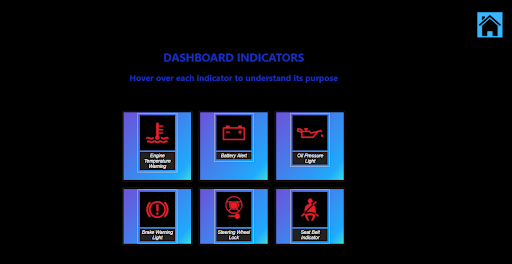 DASHBOARD INDICATORS
Hover over each indicator to understand its purpose
Engine
Temperature
Warning
Battery Alert
Oil Pressure
Light
Brake Warning
Light
Steering Wheel
Lock
Seat Belt
Indicator